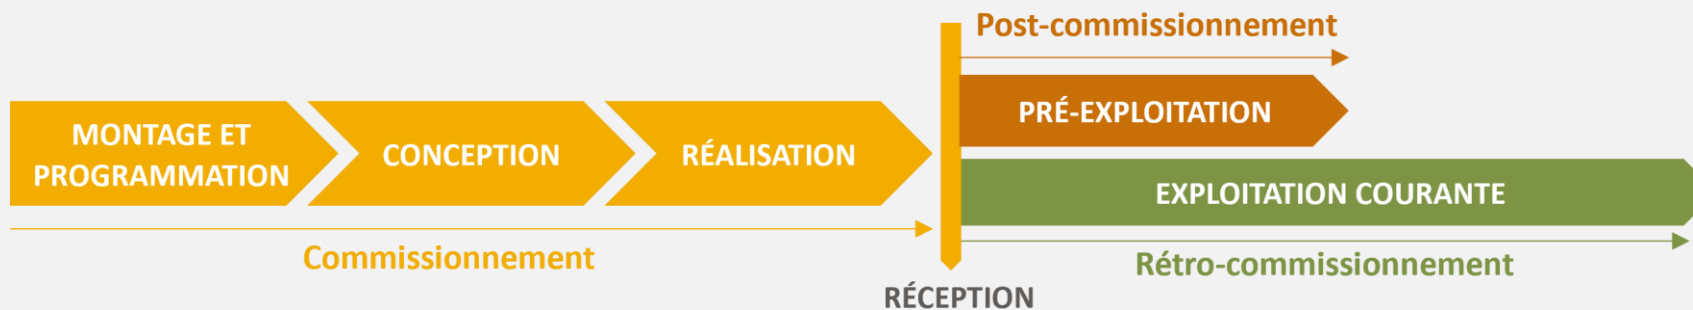 MONTAGE ET
PROGRAMMATION
CONCEPTION
RÉALISATION
Commissionnement
RÉCEPTION
Post-commissionnement
PRÉ-EXPLOITATION
EXPLOITATION COURANTE
Rétro-commissionnement